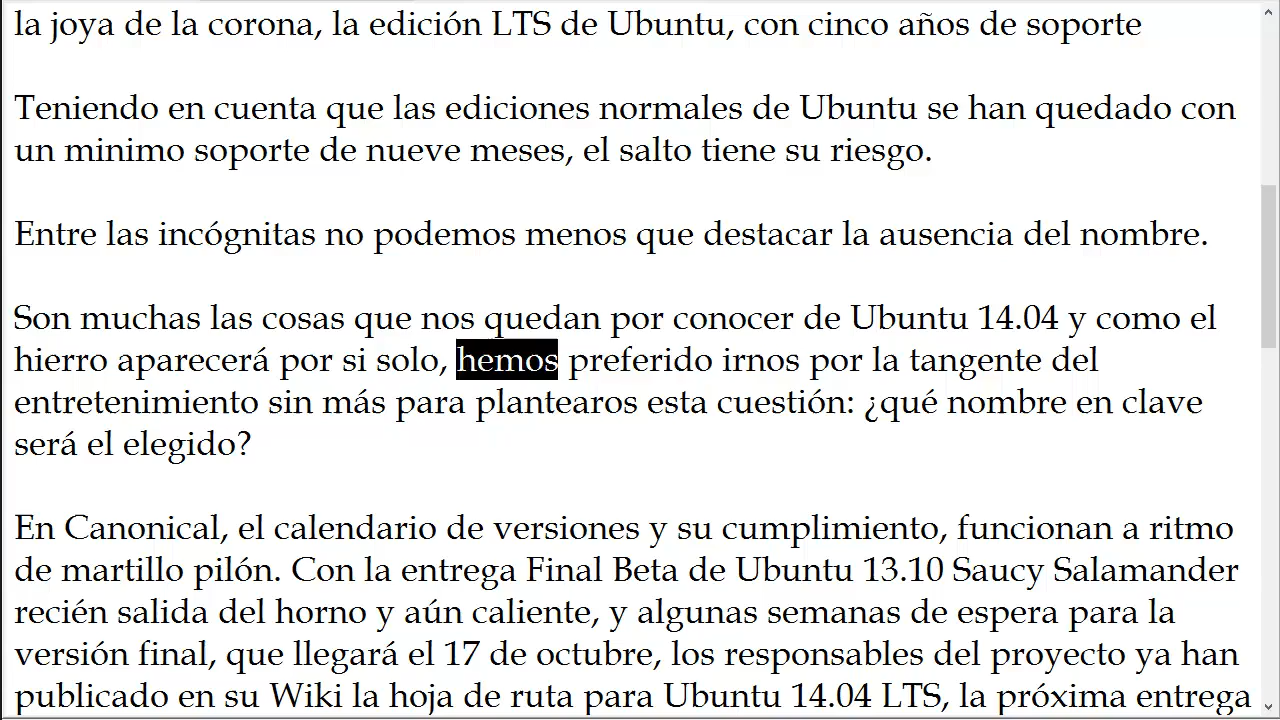 la joya de la corona, la edición LTS de Ubuntu, con cinco años de soporte
Teniendo en cuenta que las ediciones normales de Ubuntu se han quedado con
un minimo soporte de nueve meses, el salto tiene su riesgo.
Entre las incógnitas no podemos menos que destacar la ausencia del nombre.
Son muchas las cosas que nos quedan por conocer de Ubuntu 14.04 y como el
hierro aparecerá por si solo, hemos preferido irnos por la tangente del
entretenimiento sin más para plantearos esta cuestión: ¿qué nombre en clave
será el elegido?
En Canonical, el calendario de versiones y su cumplimiento, funcionan a ritmo
de martillo pilón. Con la entrega Final Beta de Ubuntu 13.10 Saucy Salamander
recién salida del horno y aún caliente, y algunas semanas de espera para la
versión final, que llegará el 17 de octubre, los responsables del proyecto ya han
publicado en su Wiki la hoja de ruta para Ubuntu 14.04 LTS, la próxima entrega